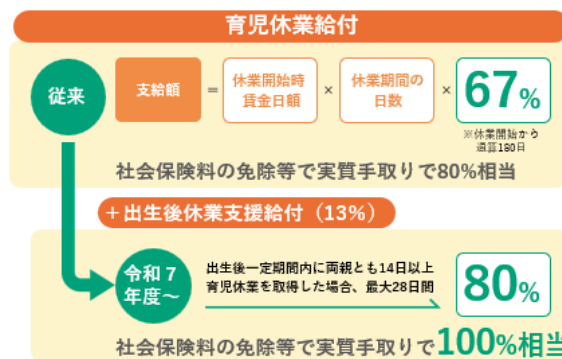 育児休業給付
従来
支給額 = 休業開始時賃金日額 × 休業期間の日数 × 67%
※休業開始から
通算180日
社会保険料の免除等で実質手取りで80%相当
+出生後休業支援給付（13%）
令和7
年度～
出生後一定期間内に両親とも14日以上
育児休業を取得した場合、最大28日間
80%
社会保険料の免除等で実質手取りで100%相当